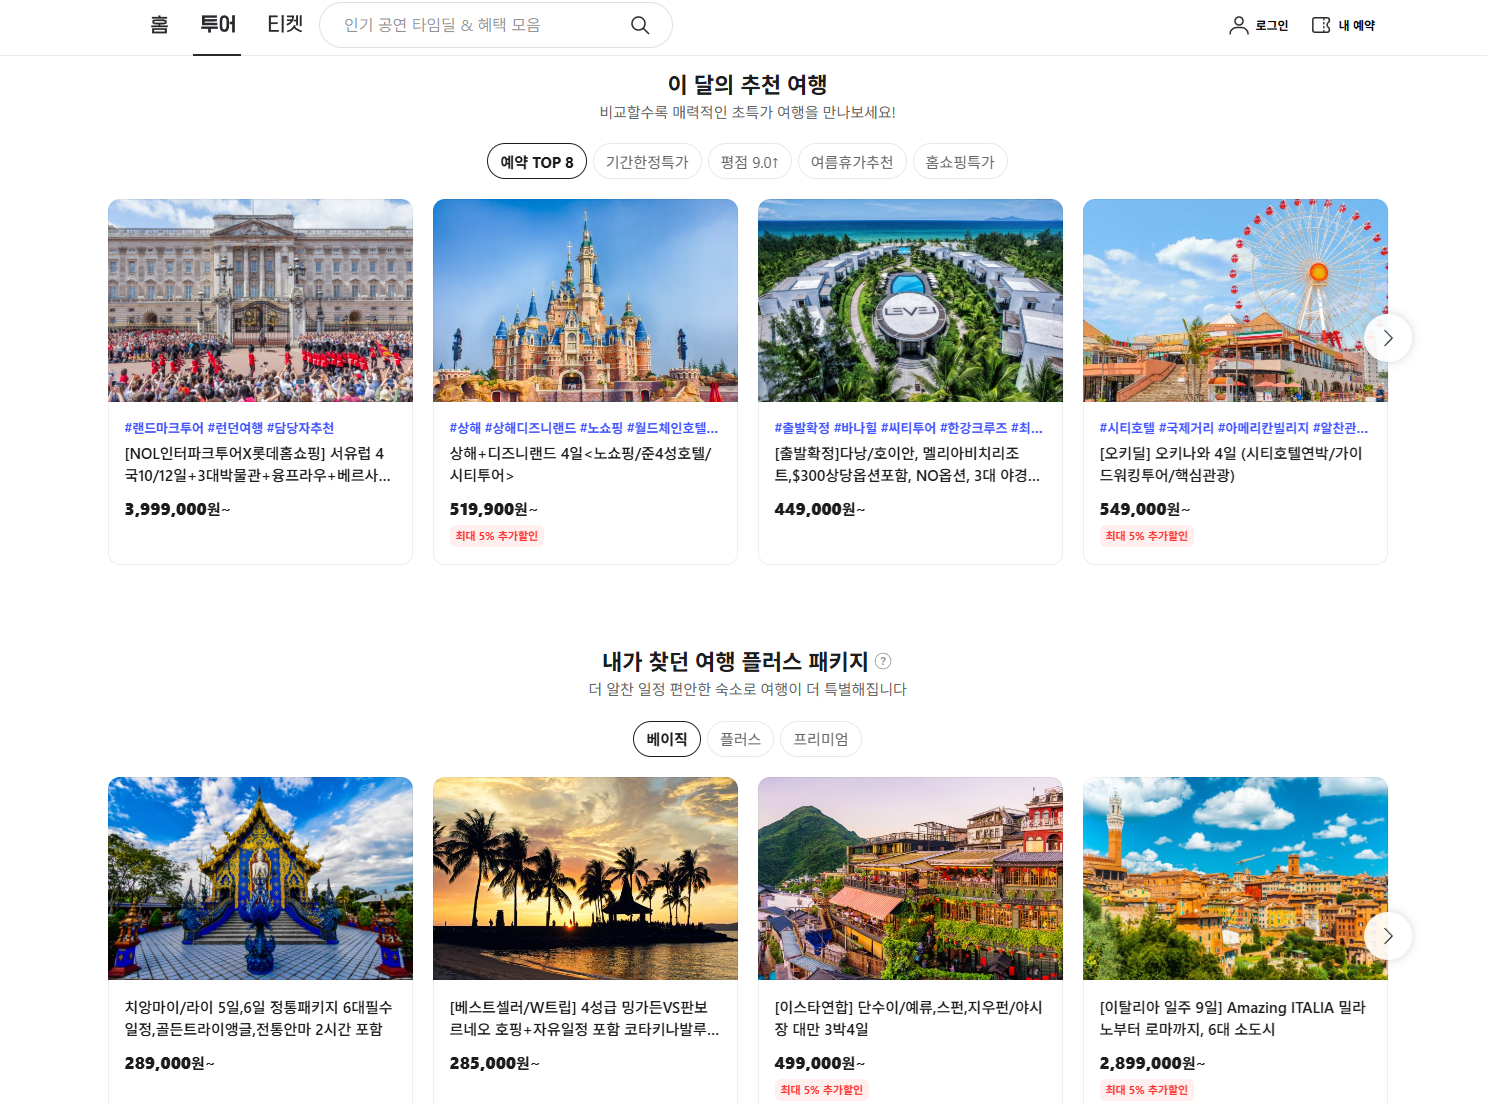 홈 투어 티켓 인기 공연 타임딜 & 혜택 모음 로그인 내 예약
이 달의 추천 여행
비교할수록 매력적인 초특가 여행을 만나보세요!
예약 TOP 8 기간한정특가 평점 9.0↑ 여름휴가추천 홈쇼핑특가
LEVEL
#랜드마크투어 #런던여행 #담당자추천
[NOL인터파크투어X롯데홈쇼핑] 서유럽 4
국10/12일+3대박물관+융프라우+베르사...
3,999,000원~
#상해 #상해디즈니랜드 #노쇼핑 #월드체인호텔...
상해+디즈니랜드 4일<노쇼핑/준4성호텔/
시티투어>
519,900원~
최대 5% 추가할인
#출발확정 #바나힐 #씨티투어 #한강크루즈 #최...
[출발확정]다낭/호이안, 멜리아비치리조
트,$300상당옵션포함, NO옵션, 3대 야경...
449,000원~
#시티호텔 #국제거리 #아메리칸빌리지 #알찬관...
[오키딜] 오키나와 4일 (시티호텔연박/가이
드워킹투어/핵심관광)
549,000원~
최대 5% 추가할인
내가 찾던 여행 플러스 패키지 ?
더 알찬 일정 편안한 숙소로 여행이 더 특별해집니다
베이직 플러스 프리미엄
치앙마이/라이 5일,6일 정통패키지 6대필수
일정,골든트라이앵글,전통안마 2시간 포함
289,000원~
[베스트셀러/W트립] 4성급 밍가든VS판보
르네오 호핑+자유일정 포함 코타키나발루...
285,000원~
[이스타연합] 단수이/예류,스펀,지우펀/야시
장 대만 3박4일
499,000원~
최대 5% 추가할인
[이탈리아 일주 9일] Amazing ITALIA 밀라
노부터 로마까지, 6대 소도시
2,899,000원~
최대 5% 추가할인